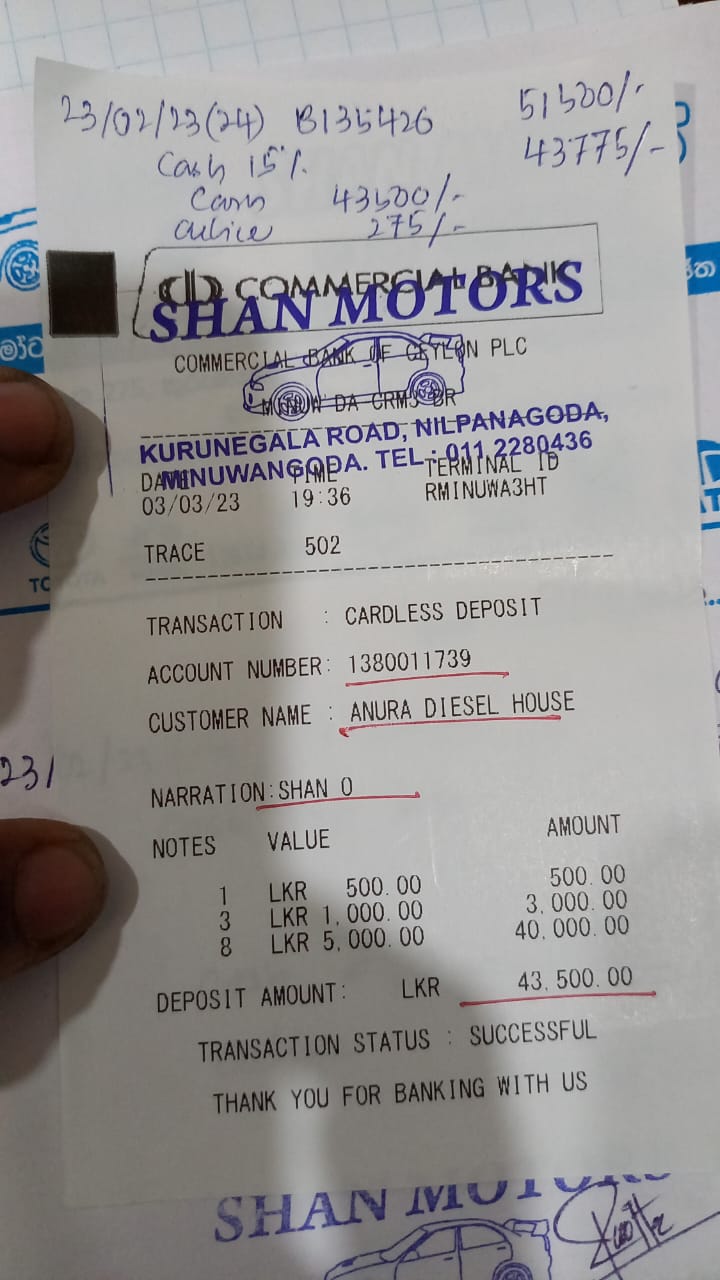 23/02/23(24) B135426 51500/-
Cash 15% 43775/-
Cash 43500/-
275/-
COMMERCIAL BANK
SHAN MOTORS
COMMERCIAL BANK OF CEYLON PLC
KURUNEGALA ROAD, NILPANAGODA,
MINUWANGODA. TEL : 011 2280436
DATE TIME TERMINAL ID
03/03/23 19:36 RMINUWA3HT
TRACE 502
TRANSACTION : CARDLESS DEPOSIT
ACCOUNT NUMBER: 1380011739
CUSTOMER NAME : ANURA DIESEL HOUSE
23/
NARRATION:SHAN O
NOTES VALUE AMOUNT
1 LKR 500.00 500.00
3 LKR 1,000.00 3,000.00
8 LKR 5,000.00 40,000.00
DEPOSIT AMOUNT: LKR 43,500.00
TRANSACTION STATUS : SUCCESSFUL
THANK YOU FOR BANKING WITH US
SHAN MOTORS